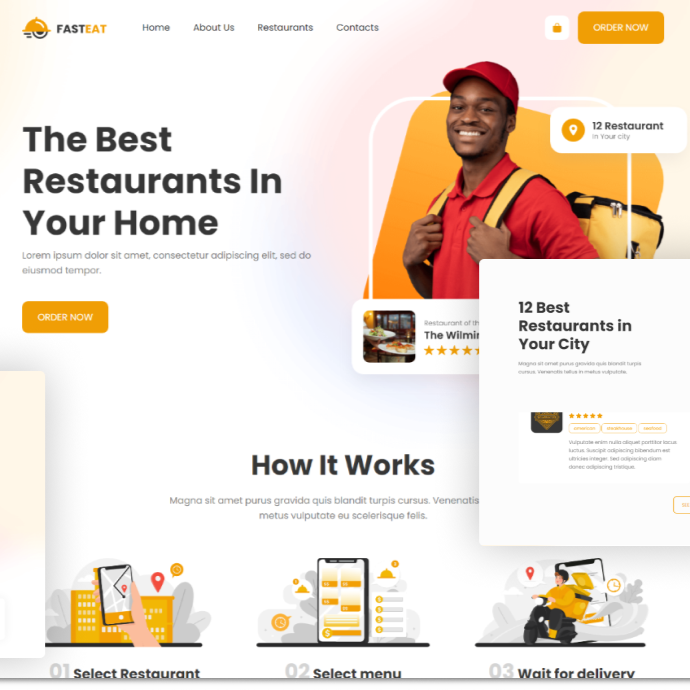 FASTEAT
Home
About Us
Restaurants
Contacts
ORDER NOW
The Best
Restaurants In
Your Home
Lorem ipsum dolor sit amet, consectetur adipiscing elit, sed do
eiusmod tempor.
ORDER NOW
12 Restaurant
in Your city
Restaurant of
The
12 Best
Restaurants in
Your City
Magna sit amet purus gravida quis blandit turpis
cursus. Venenatis tellus in metus vulputate.
Vulputate enim nulla aliquet porttitor lacus
luctus. Suscipit adipiscing bibendum est
ultricies integer. Sed adipiscing diam
donec adipiscing tristique.
How It Works
Magna sit amet purus gravida quis blandit turpis cursus. Venenatis
metus vulputate eu scelerisque felis.
01 Select Restaurant
02 Select menu
03 Wait for delivery